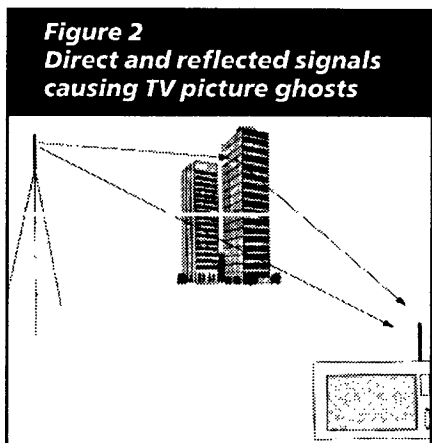 Figure 2
Direct and reflected signals
causing TV picture ghosts